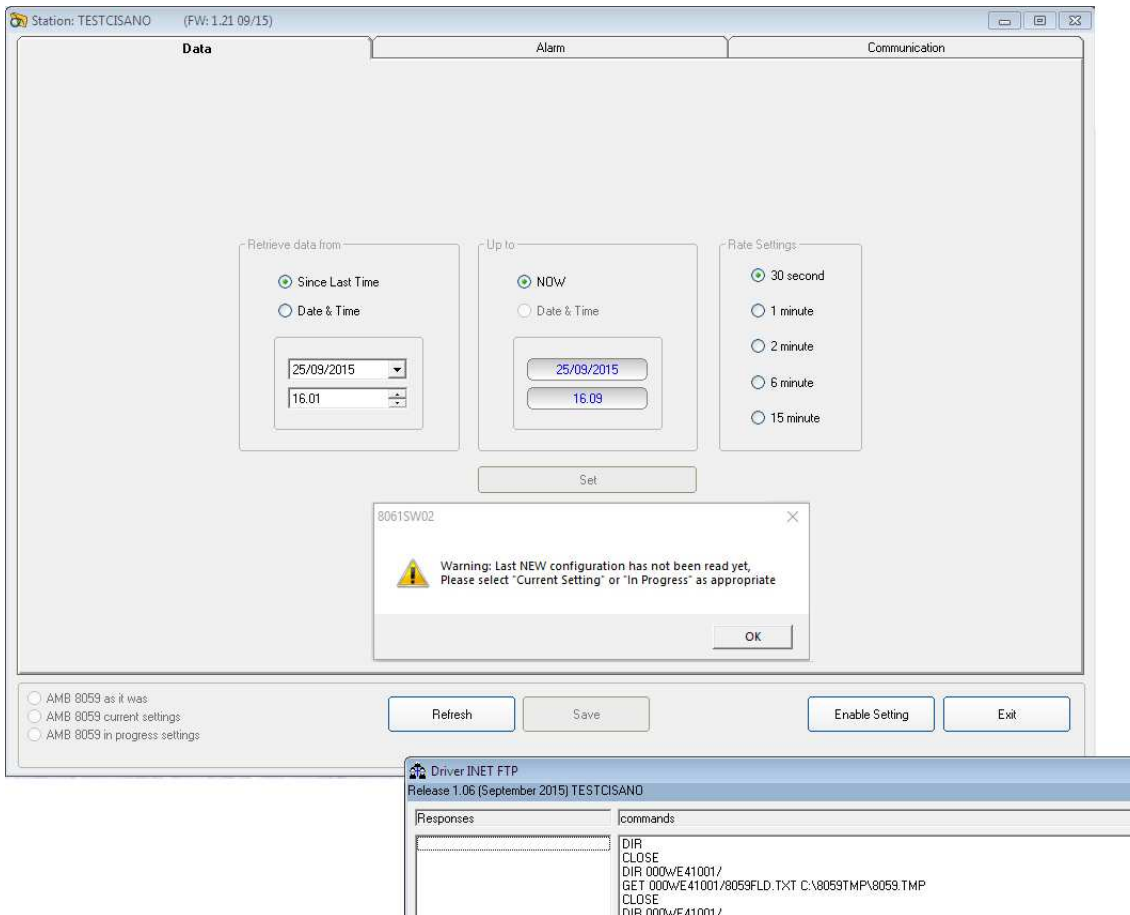 Station: TESTCISANO (FW: 1.21 09/15)
Data Alarm Communication
Retrieve data from Up to Rate Settings
Since Last Time NOW 30 second
Date & Time Date & Time 1 minute
2 minute
25/09/2015 25/09/2015
6 minute
16.01 16.09
15 minute
Set
8061SW02
Warning: Last NEW configuration has not been read yet,
Please select "Current Setting" or "In Progress" as appropriate
OK
AMB 8059 as it was
AMB 8059 current settings
AMB 8059 in progress settings
Refresh Save Enable Setting Exit
Driver INET FTP
Release 1.06 (September 2015) TESTCISANO
Responses commands
DIR
CLOSE
DIR 000WE41001/
GET 000WE41001/8059FLD.TXT C:\8059TMP\8059.TMP
CLOSE
DIR 000WE41001/